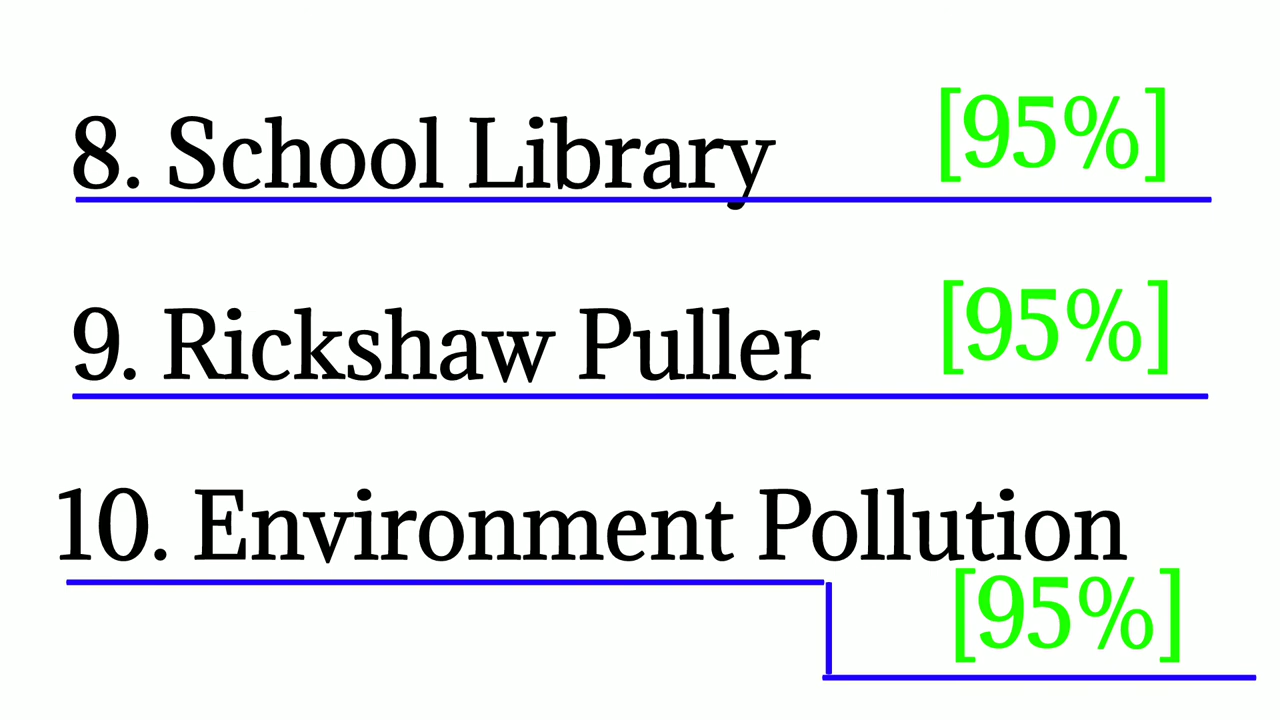 8. School Library [95%]
9. Rickshaw Puller [95%]
10. Environment Pollution
[95%]